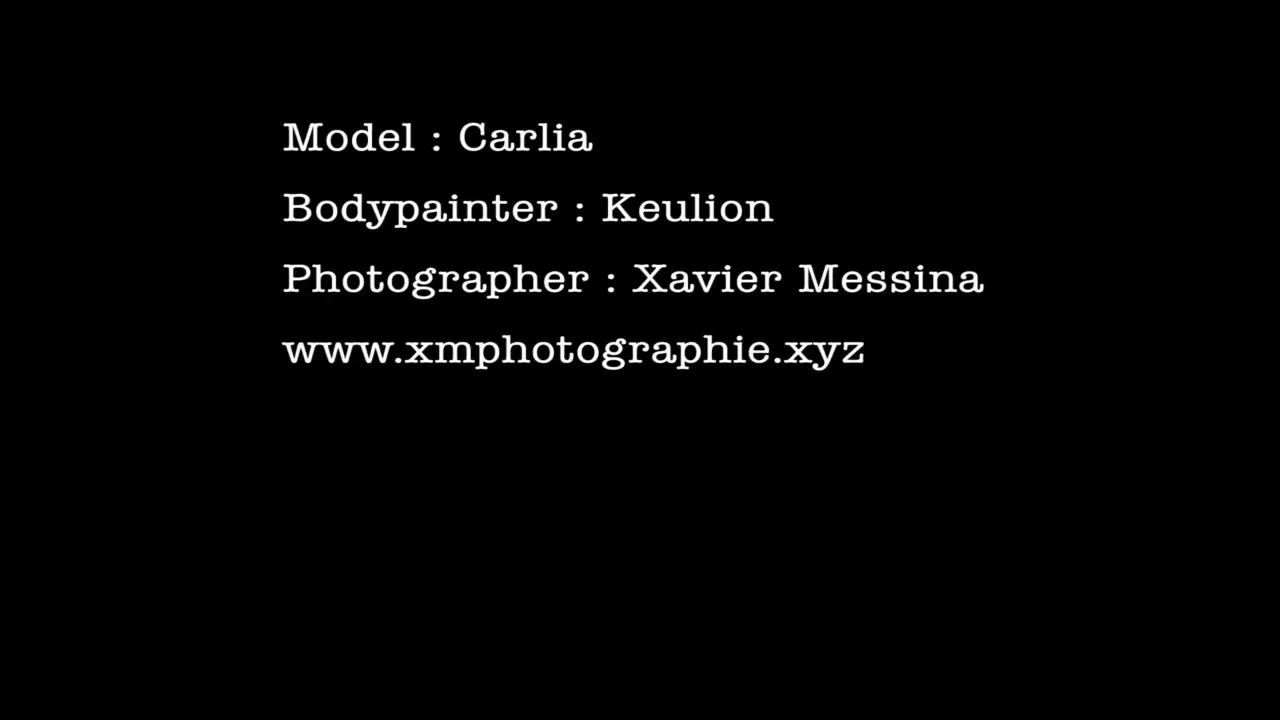 Model : Carlia
Bodypainter : Keulion
Photographer : Xavier Messina
www.xmphotographie.xyz